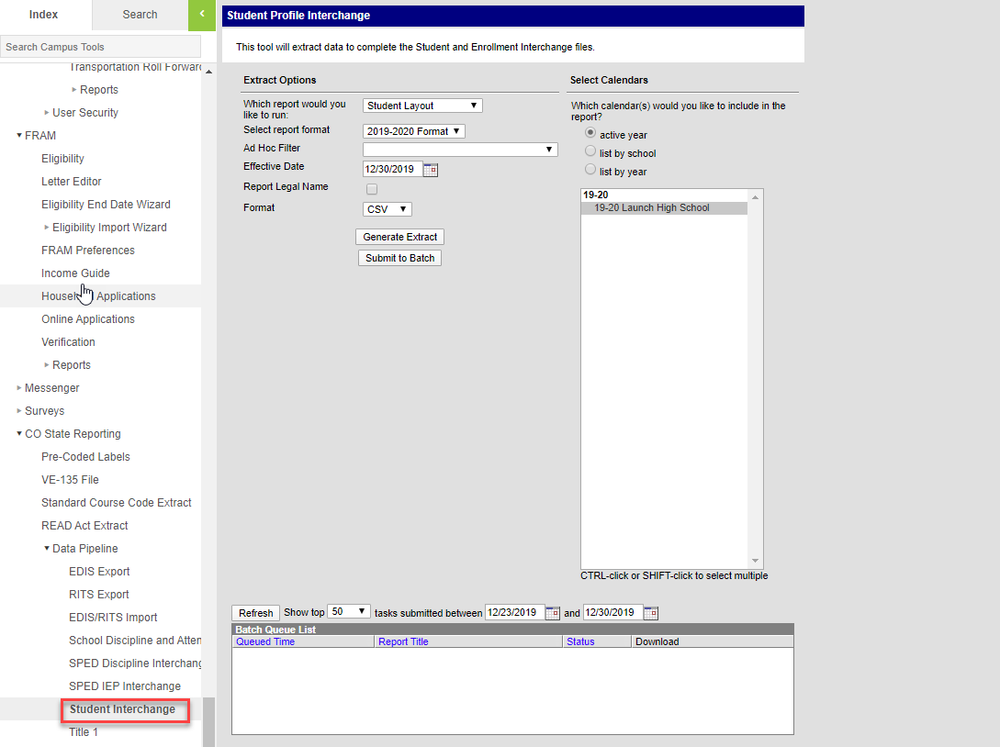 Index
Search
Search Campus Tools
Transportation Roll Forward
Reports
User Security
FRAM
Eligibility
Letter Editor
Eligibility End Date Wizard
Eligibility Import Wizard
FRAM Preferences
Income Guide
Household Applications
Online Applications
Verification
Reports
Messenger
Surveys
CO State Reporting
Pre-Coded Labels
VE-135 File
Standard Course Code Extract
READ Act Extract
Data Pipeline
EDIS Export
RITS Export
EDIS/RITS Import
School Discipline and Atten
SPED Discipline Interchang
SPED IEP Interchange
Student Interchange
Title 1
Student Profile Interchange
This tool will extract data to complete the Student and Enrollment Interchange files.
Extract Options
Which report would you
like to run:
Student Layout
Select report format
2019-2020 Format
Ad Hoc Filter
Effective Date
12/30/2019
Report Legal Name
Format
CSV
Generate Extract
Submit to Batch
Select Calendars
Which calendar(s) would you like to include in the
report?
active year
list by school
list by year
19-20
19-20 Launch High School
CTRL-click or SHIFT-click to select multiple
Refresh Show top 50 tasks submitted between 12/23/2019 and 12/30/2019
Batch Queue List
Queued Time Report Title Status Download